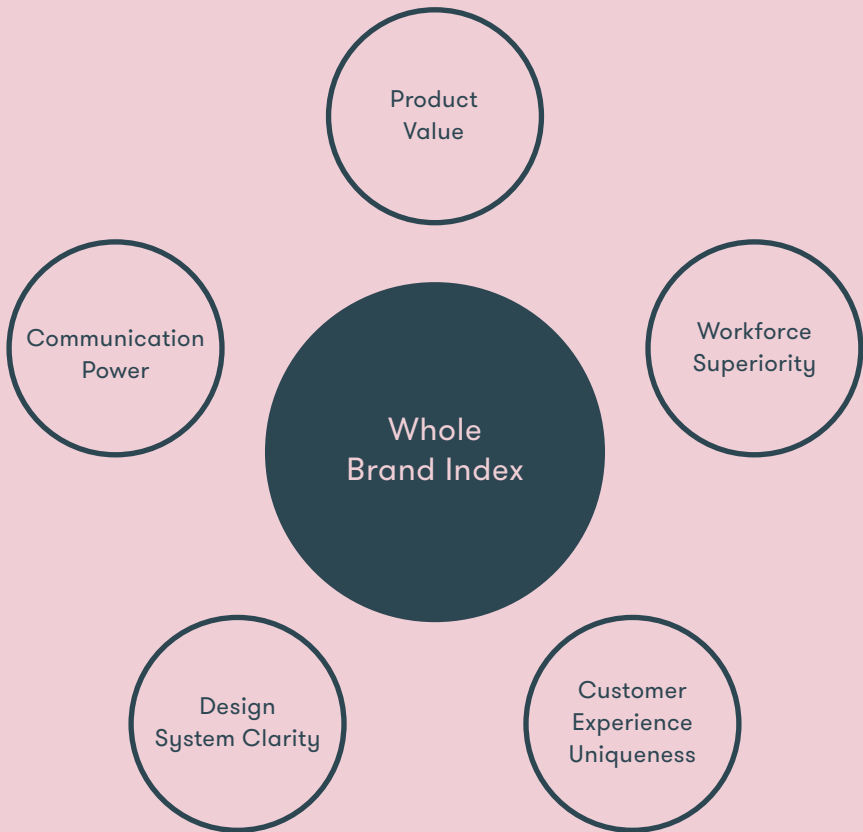 Product
Value
Communication
Power
Workforce
Superiority
Whole
Brand Index
Design
System Clarity
Customer
Experience
Uniqueness